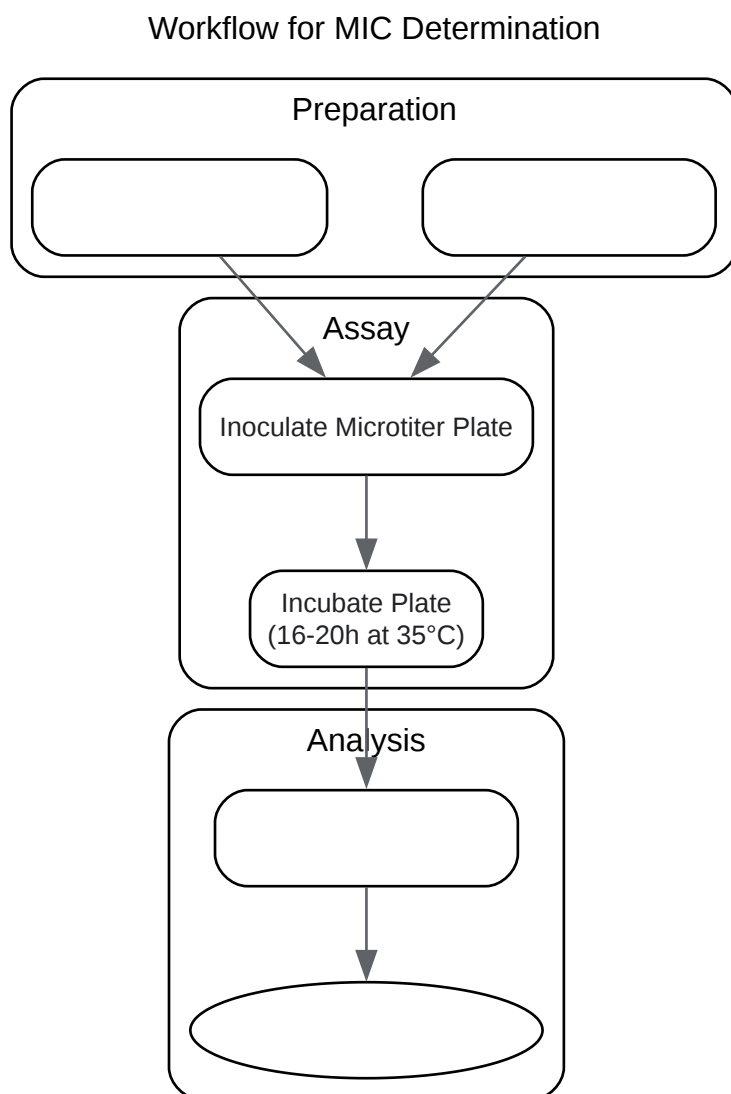 Workflow for MIC Determination
Preparation
Assay
Inoculate Microtiter Plate
Incubate Plate
(16-20h at 35°C)
Analysis